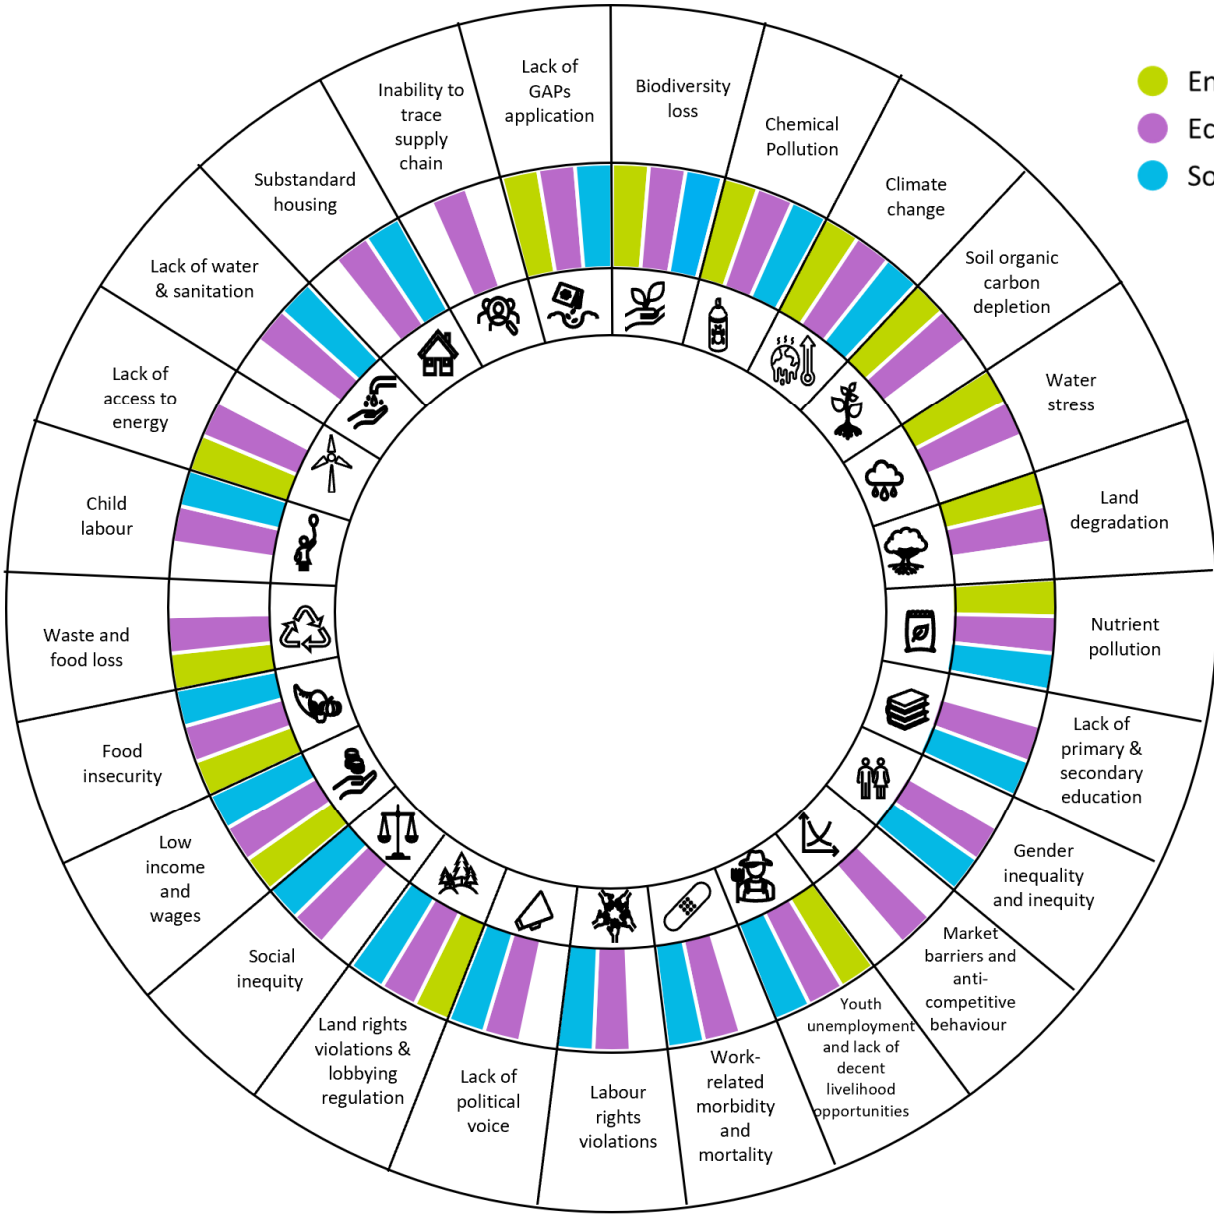 Lack of
GAPs
application
Biodiversity
loss
Chemical
Pollution
Climate
change
Soil organic
carbon
depletion
Water
stress
Land
degradation
Nutrient
pollution
Lack of
primary &
secondary
education
Gender
inequality
and inequity
Market
barriers and
anti-
competitive
behaviour
Youth
unemployment
and lack of
decent
livelihood
opportunities
Work-
related
morbidity
and
mortality
Labour
rights
violations
Lack of
political
voice
Land rights
violations &
lobbying
regulation
Social
inequity
Low
income
and
wages
Food
insecurity
Waste and
food loss
Child
labour
Lack of
access to
energy
Lack of water
& sanitation
Substandard
housing
Inability to
trace
supply
chain